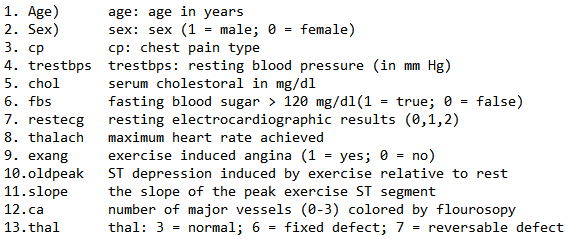 1. Age) age: age in years
2. Sex) sex: sex (1 = male; 0 = female)
3. cp cp: chest pain type
4. trestbps trestbps: resting blood pressure (in mm Hg)
5. chol serum cholestoral in mg/dl
6. fbs fasting blood sugar > 120 mg/dl(1 = true; 0 = false)
7. restecg resting electrocardiographic results (0,1,2)
8. thalach maximum heart rate achieved
9. exang exercise induced angina (1 = yes; 0 = no)
10.oldpeak ST depression induced by exercise relative to rest
11.slope the slope of the peak exercise ST segment
12.ca number of major vessels (0-3) colored by flourosopy
13.thal thal: 3 = normal; 6 = fixed defect; 7 = reversable defect